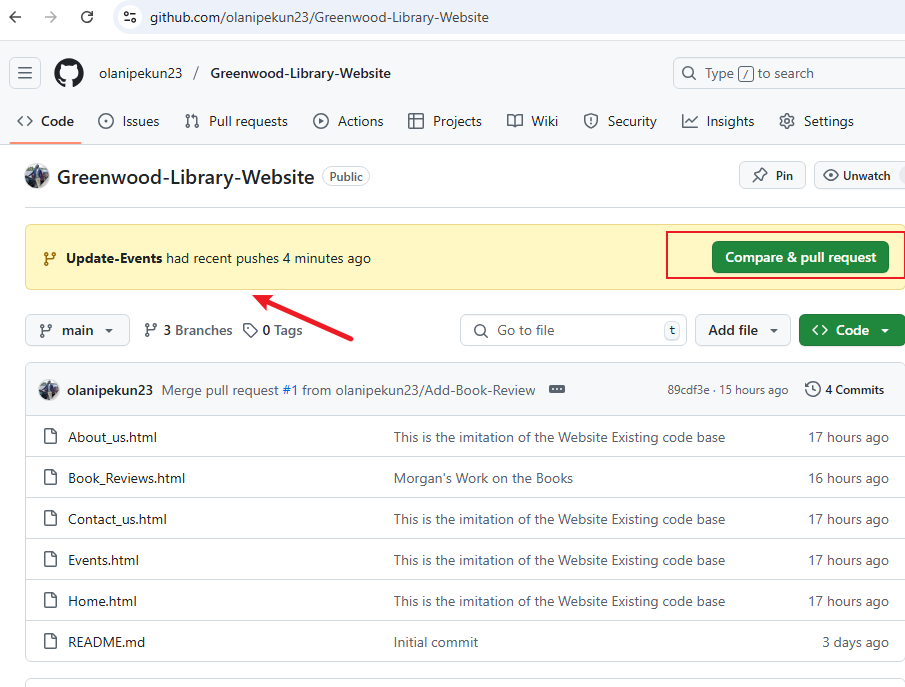 github.com/olanipekun23/Greenwood-Library-Website
olanipekun23 / Greenwood-Library-Website
Type / to search
Code Issues Pull requests Actions Projects Wiki Security Insights Settings
Greenwood-Library-Website Public Pin Unwatch
Update-Events had recent pushes 4 minutes ago Compare & pull request
main 3 Branches 0 Tags Go to file t Add file Code
olanipekun23 Merge pull request #1 from olanipekun23/Add-Book-Review 89cdf3e · 15 hours ago 4 Commits
About_us.html This is the imitation of the Website Existing code base 17 hours ago
Book_Reviews.html Morgan's Work on the Books 16 hours ago
Contact_us.html This is the imitation of the Website Existing code base 17 hours ago
Events.html This is the imitation of the Website Existing code base 17 hours ago
Home.html This is the imitation of the Website Existing code base 17 hours ago
README.md Initial commit 3 days ago